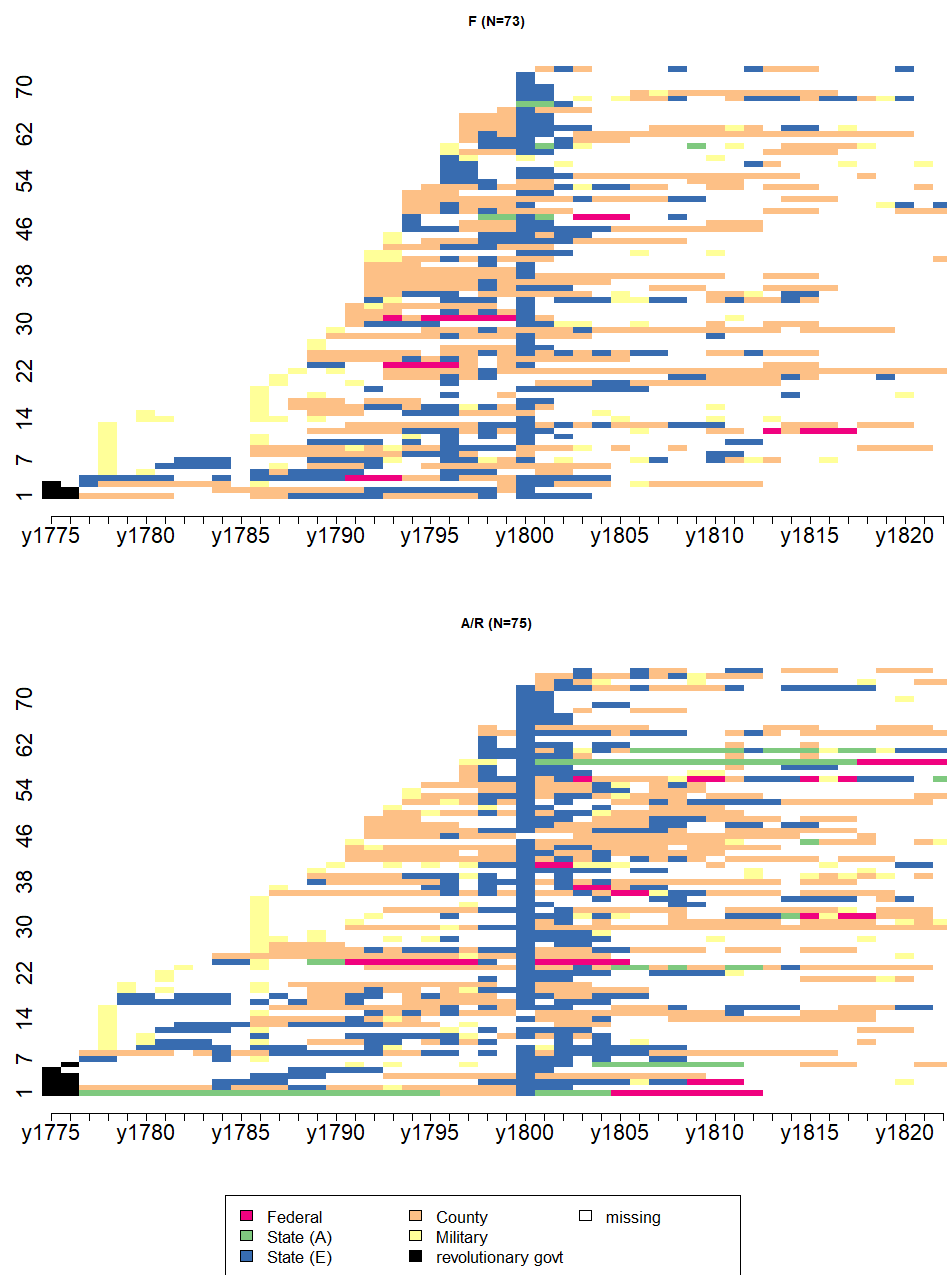 F (N=73)
70
62
54
46
38
30
22
14
7
1
y1775 y1780 y1785 y1790 y1795 y1800 y1805 y1810 y1815 y1820
A/R (N=75)
70
62
54
46
38
30
22
14
7
1
y1775 y1780 y1785 y1790 y1795 y1800 y1805 y1810 y1815 y1820
Federal County missing
State (A) Military
State (E) revolutionary govt